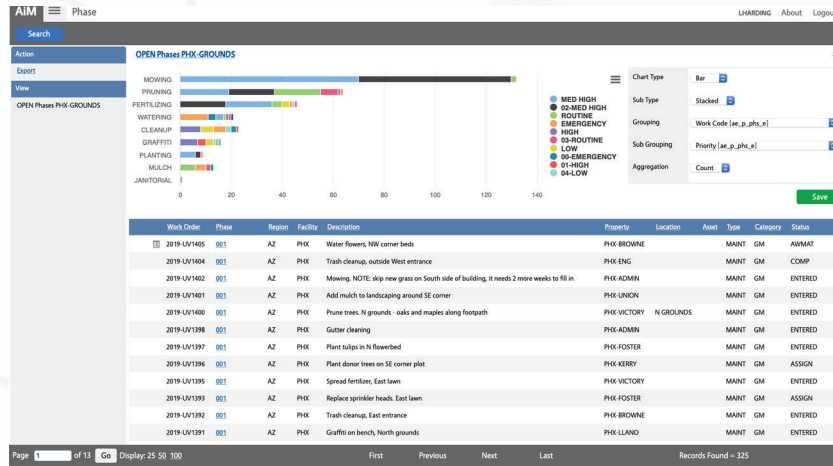 AiM Phase LHARDING About Logou
Search
Action
Export
View
OPEN Phases PHX-GROUNDS
OPEN Phases PHX-GROUNDS
MOWING
PRUNING
FERTILIZING
WATERING
CLEANUP
GRAFFITI
PLANTING
MULCH
JANITORIAL
0 20 40 60 80 100 120 140
MED HIGH
02-MED HIGH
ROUTINE
EMERGENCY
HIGH
03-ROUTINE
LOW
00-EMERGENCY
01-HIGH
04-LOW
Chart Type Bar
Sub Type Stacked
Grouping Work Code [ae_p_phs_e]
Sub Grouping Priority [ae_p_phs_e]
Aggregation Count
Save
Work Order Phase Region Facility Description Property Location Asset Type Category Status
2019-UV1405 001 AZ PHX Water flowers, NW corner beds PHX-BROWNE MAINT GM AWMAT
2019-UV1404 001 AZ PHX Trash cleanup, outside West entrance PHX-ENG MAINT GM COMP
2019-UV1402 001 AZ PHX Mowing. NOTE: skip new grass on South side of building, it needs 2 more weeks to fill in PHX-ADMIN MAINT GM ENTERED
2019-UV1401 001 AZ PHX Add mulch to landscaping around SE corner PHX-UNION MAINT GM ENTERED
2019-UV1400 001 AZ PHX Prune trees. N grounds - oaks and maples along footpath PHX-VICTORY N GROUNDS MAINT GM ENTERED
2019-UV1398 001 AZ PHX Gutter cleaning PHX-ADMIN MAINT GM ENTERED
2019-UV1397 001 AZ PHX Plant tulips in N flowerbed PHX-FOSTER MAINT GM ENTERED
2019-UV1396 001 AZ PHX Plant donor trees on SE corner plot PHX-KERRY MAINT GM ASSIGN
2019-UV1395 001 AZ PHX Spread fertilizer, East lawn PHX-VICTORY MAINT GM ENTERED
2019-UV1393 001 AZ PHX Replace sprinkler heads. East lawn PHX-FOSTER MAINT GM ASSIGN
2019-UV1392 001 AZ PHX Trash cleanup, East entrance PHX-BROWNE MAINT GM ENTERED
2019-UV1391 001 AZ PHX Graffiti on bench, North grounds PHX-LLANO MAINT GM ENTERED
Page 1 of 13 Go Display: 25 50 100 First Previous Next Last Records Found = 325